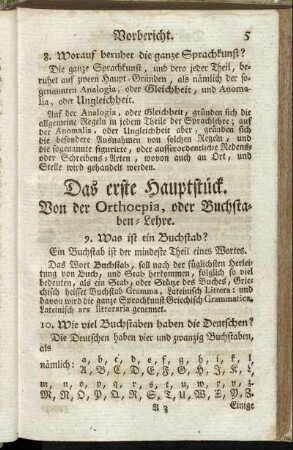 Vorbericht. 5
8. Worauf beruhet die ganze Sprachkunst?
Die ganze Sprachkunst, und derv jeder Theil, be-
ruhet auf zween Haupt-Gründen, als nämlich der so-
genannten Analogia, oder Gleichheit, und Anoma-
lia, oder Ungleichheit.
Auf der Analogia, oder Gleichheit, gründen sich die
allgemeine Regeln in jedem Theile der Sprachlehre; auf
der Anomalia, oder Ungleichheit aber, gründen sich
die besondere Ausnahmen von solchen Regeln, und
die sogenannte figurirte, oder ausserordentliche Redens,
oder Schreibens-Arten, wovon auch an Ort, und
Stelle wird gehandelt werden.
Das erste Hauptstück.
Von der Orthoepia, oder Buchsta-
ben-Lehre.
9. Was ist ein Buchstab?
Ein Buchstab ist der mindeste Theil eines Wortes.
Das Wort Buchstab, soll nach der füglichsten Herlei-
tung von Buch, und Stab herkommen, folglich so viel
bedeuten, als ein Stab, oder Stütze des Buches, Grie-
chisch heisset Buchstab Gramma, Lateinisch Littera: und
davon wird die ganze Sprachkunst Griechisch Grammatica,
Lateinisch ars litteraria genennet.
10. Wie viel Buchstaben haben die Deutschen?
Die Deutschen haben vier und zwanzig Buchstaben,
als
nämlich: a, b, c, d, e, f, g, h, i, k, l,
A, B, C, D, E, F, G, H, J, K, L,
m, n, o, p, q, r, s, t, u, w, x, y, z.
M, N, O, P, Q, R, S, T, U, W, X, Y, Z.
A 3 Einige